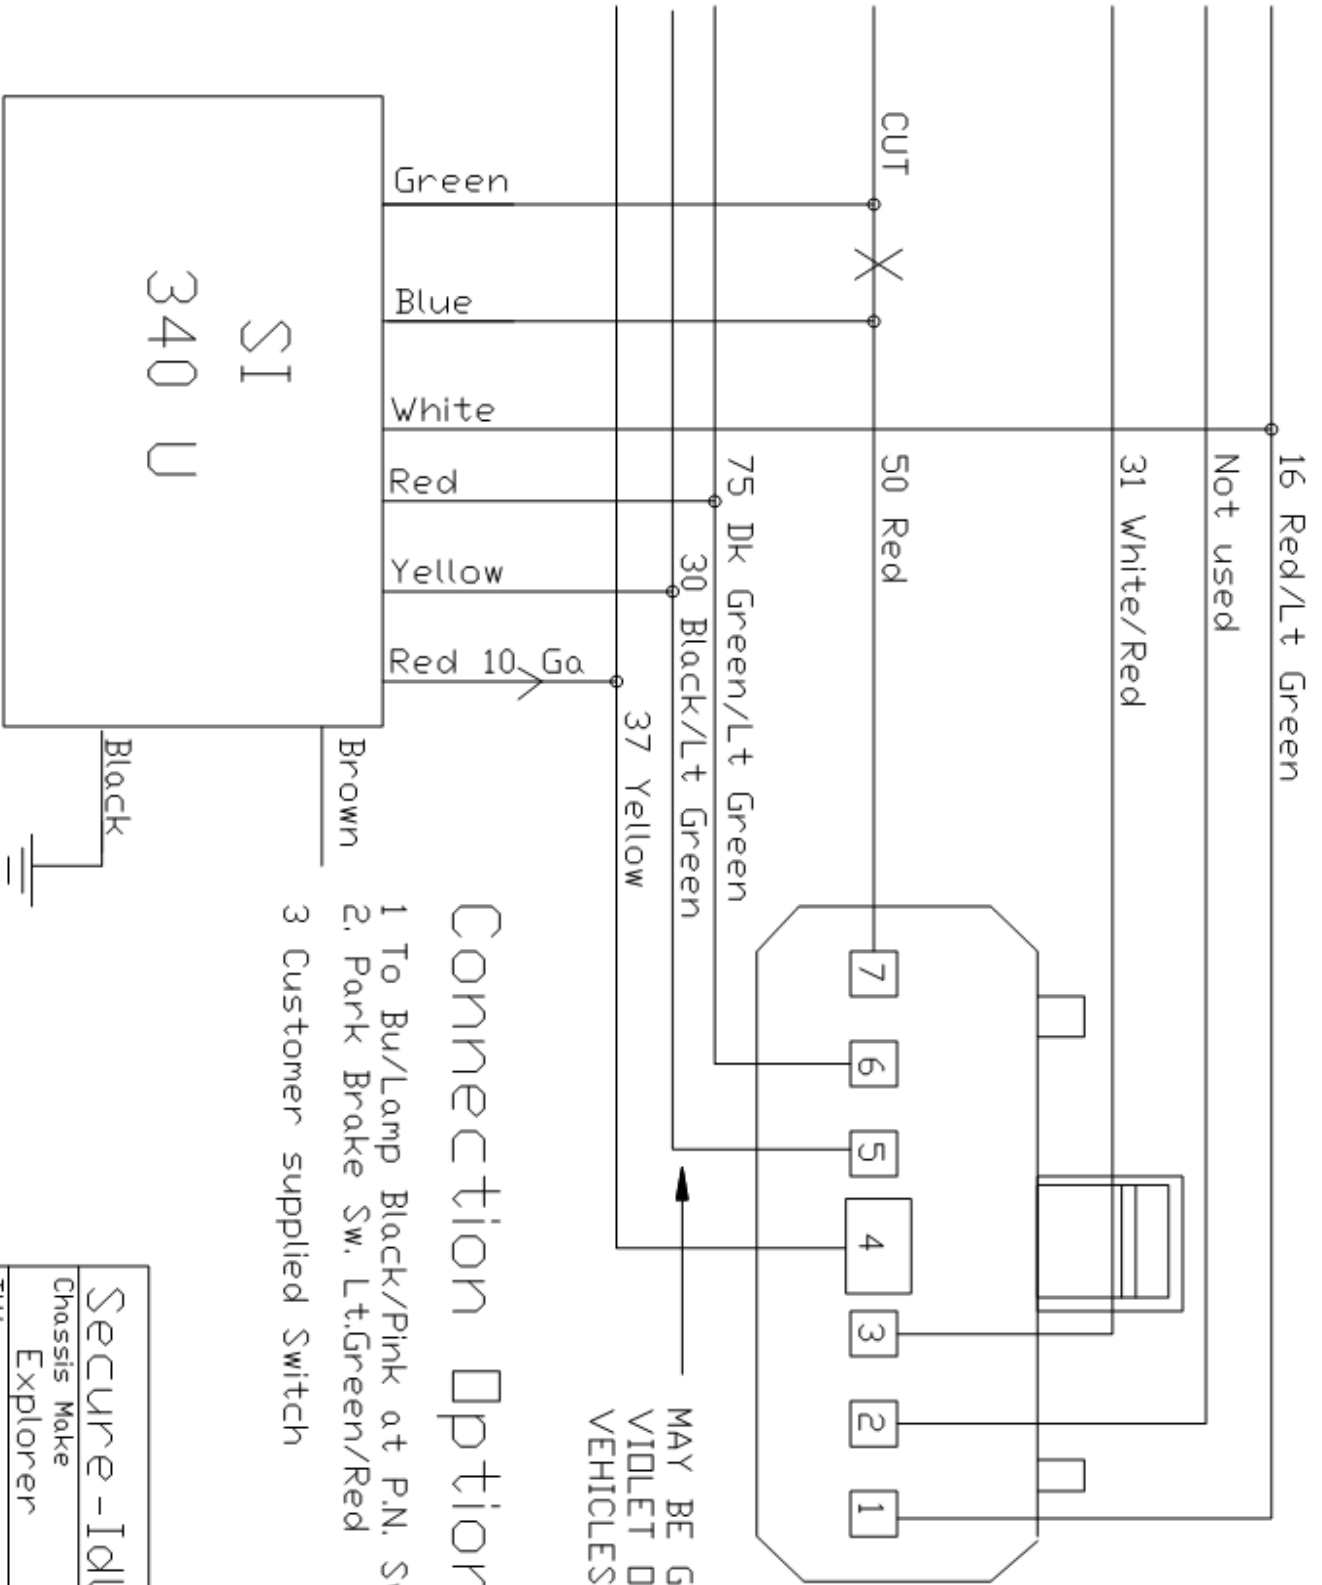 16 Red/Lt Green
Not used
31 White/Red
CUT
50 Red
75 Dk Green/Lt Green
30 Black/Lt Green
37 Yellow
Green
Blue
White
Red
Yellow
Red 10 Ga
SI
340 U
Brown
Black
7
6
5
4
3
2
1
MAY BE G
VIOLET
VEHICLES
Connection Option
1 To Bu/Lamp Black/Pink at P.N.
2. Park Brake Sw. Lt.Green/Red
3 Customer supplied Switch
Secure-Idl
Chassis Make
Explorer